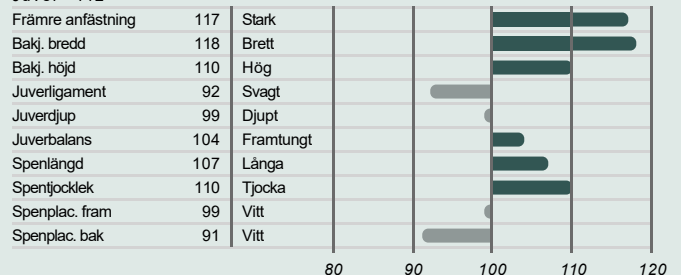 Främre anfästning 117 Stark
Bakj. bredd 118 Brett
Bakj. höjd 110 Hög
Juverligament 92 Svagt
Juverdjup 99 Djupt
Juverbalans 104 Framtungt
Spenlängd 107 Långa
Spentjocklek 110 Tjocka
Spenplac. fram 99 Vitt
Spenplac. bak 91 Vitt
80 90 100 110 120